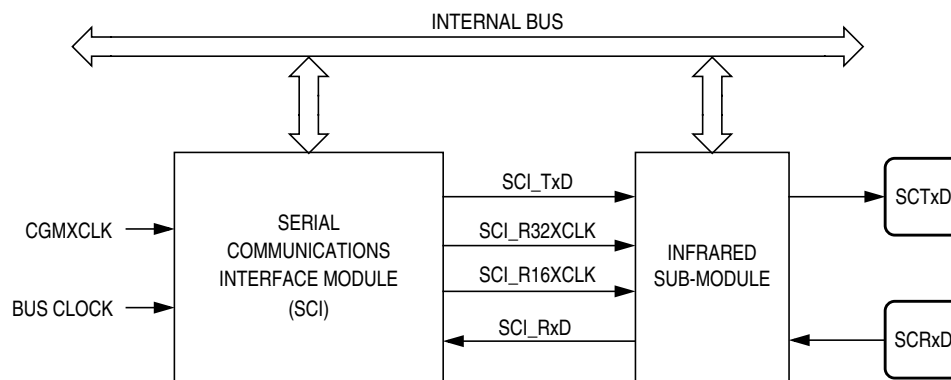 INTERNAL BUS
SCI_TxD
SCTxD
CGMXCLK
SERIAL
COMMUNICATIONS
INTERFACE MODULE
(SCI)
SCI_R32XCLK
INFRARED
SUB-MODULE
SCI_R16XCLK
BUS CLOCK
SCI_RxD
SCRxD